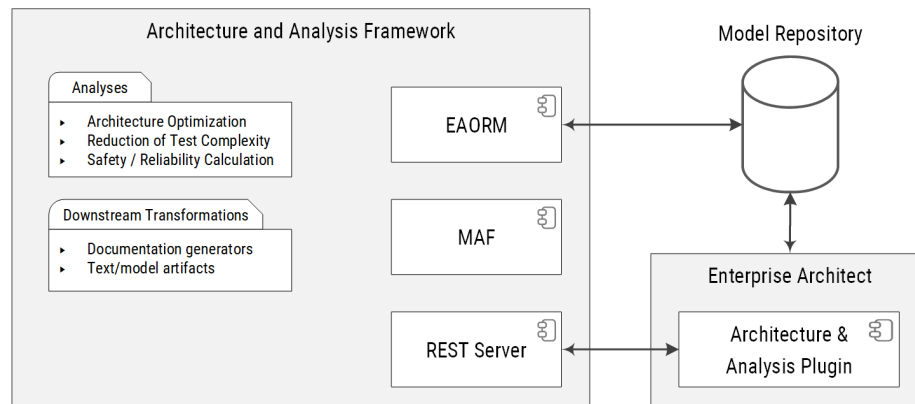 Architecture and Analysis Framework
Analyses
Architecture Optimization
Reduction of Test Complexity
Safety / Reliability Calculation
Downstream Transformations
Documentation generators
Text/model artifacts
EAORM
MAF
REST Server
Model Repository
Enterprise Architect
Architecture &
Analysis Plugin